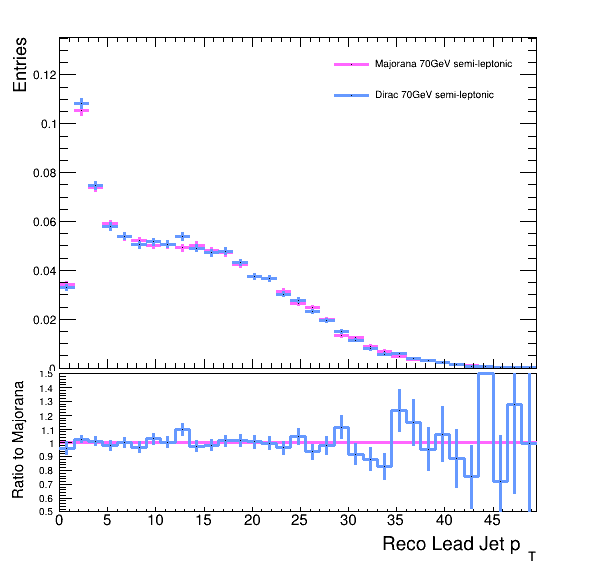 Entries
0.12
0.1
0.08
0.06
0.04
0.02
0
Majorana 70GeV semi-leptonic
Dirac 70GeV semi-leptonic
Ratio to Majorana
1.5
1.4
1.3
1.2
1.1
1
0.9
0.8
0.7
0.6
0.5
0 5 10 15 20 25 30 35 40 45
Reco Lead Jet p
T